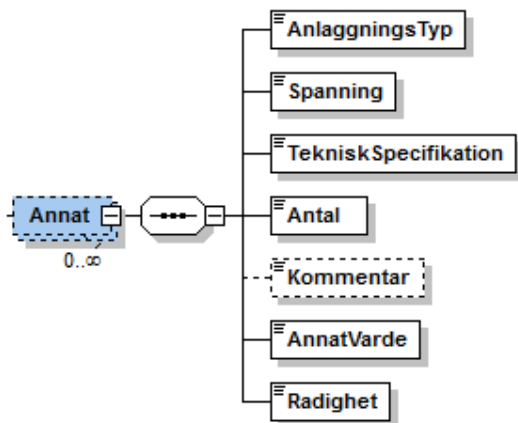 AnlaggningsTyp
Spanning
TekniskSpecifikation
Annat
0..∞
Antal
Kommentar
AnnatVarde
Radighet